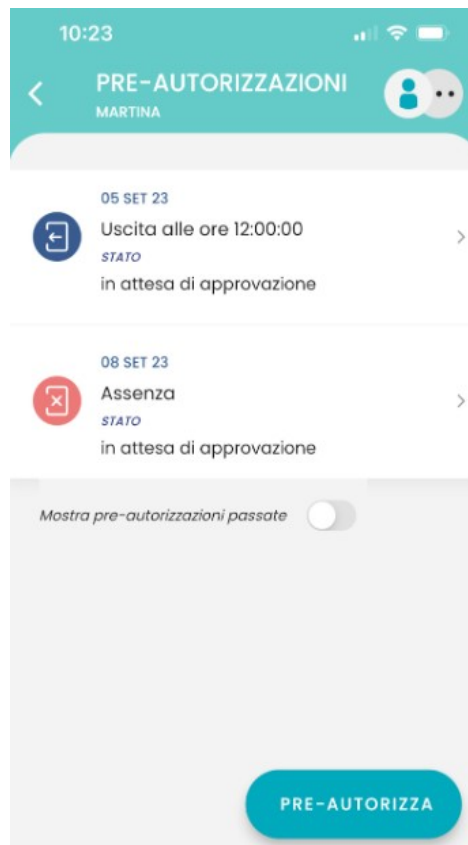 10:23
PRE-AUTORIZZAZIONI
MARTINA
05 SET 23
Uscita alle ore 12:00:00
STATO
in attesa di approvazione
08 SET 23
Assenza
STATO
in attesa di approvazione
Mostra pre-autorizzazioni passate
PRE-AUTORIZZA